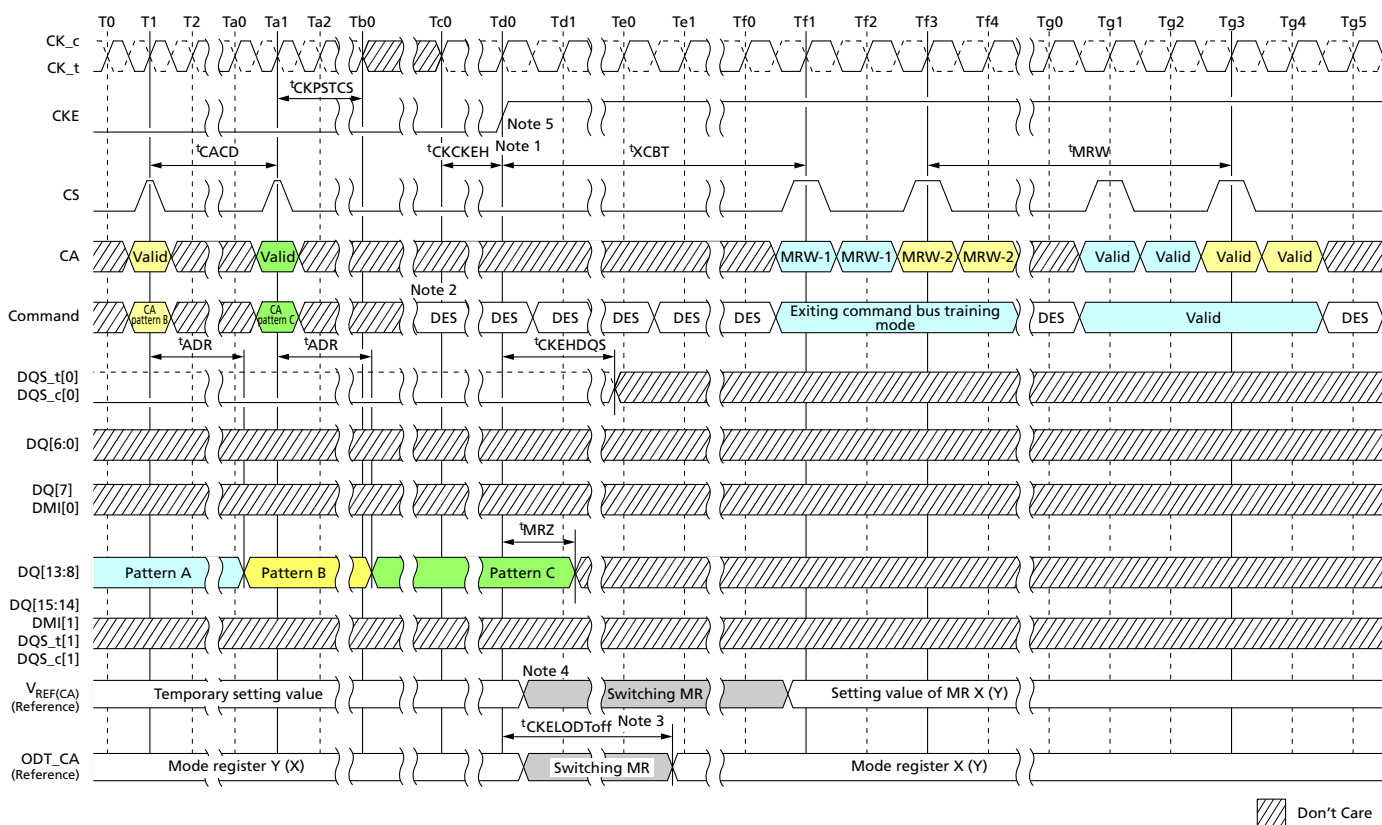 T0 T1 T2 Ta0 Ta1 Ta2 Tb0 Tc0 Td0 Td1 Te0 Te1 Tf0 Tf1 Tf2 Tf3 Tf4 Tg0 Tg1 Tg2 Tg3 Tg4 Tg5
CK_c
CK_t
tCKPSTCS
CKE
Note 5
Note 1
tCACD
tCKCKEH
tXCBT
tMRW
CS
CA
Valid
Valid
MRW-1
MRW-1
MRW-2
MRW-2
Valid
Valid
Valid
Valid
Note 2
Command
CA pattern B
CA pattern C
DES
DES
DES
DES
DES
DES
Exiting command bus training mode
DES
Valid
DES
tADR
tADR
tCKEHDQS
DQS_t[0]
DQS_c[0]
DQ[6:0]
DQ[7]
DMI[0]
tMRZ
DQ[13:8]
Pattern A
Pattern B
Pattern C
DQ[15:14]
DMI[1]
DQS_t[1]
DQS_c[1]
Note 4
VREF(CA)
(Reference)
Temporary setting value
Switching MR
Setting value of MR X (Y)
tCKELODToff
Note 3
ODT_CA
(Reference)
Mode register Y (X)
Switching MR
Mode register X (Y)
Don't Care